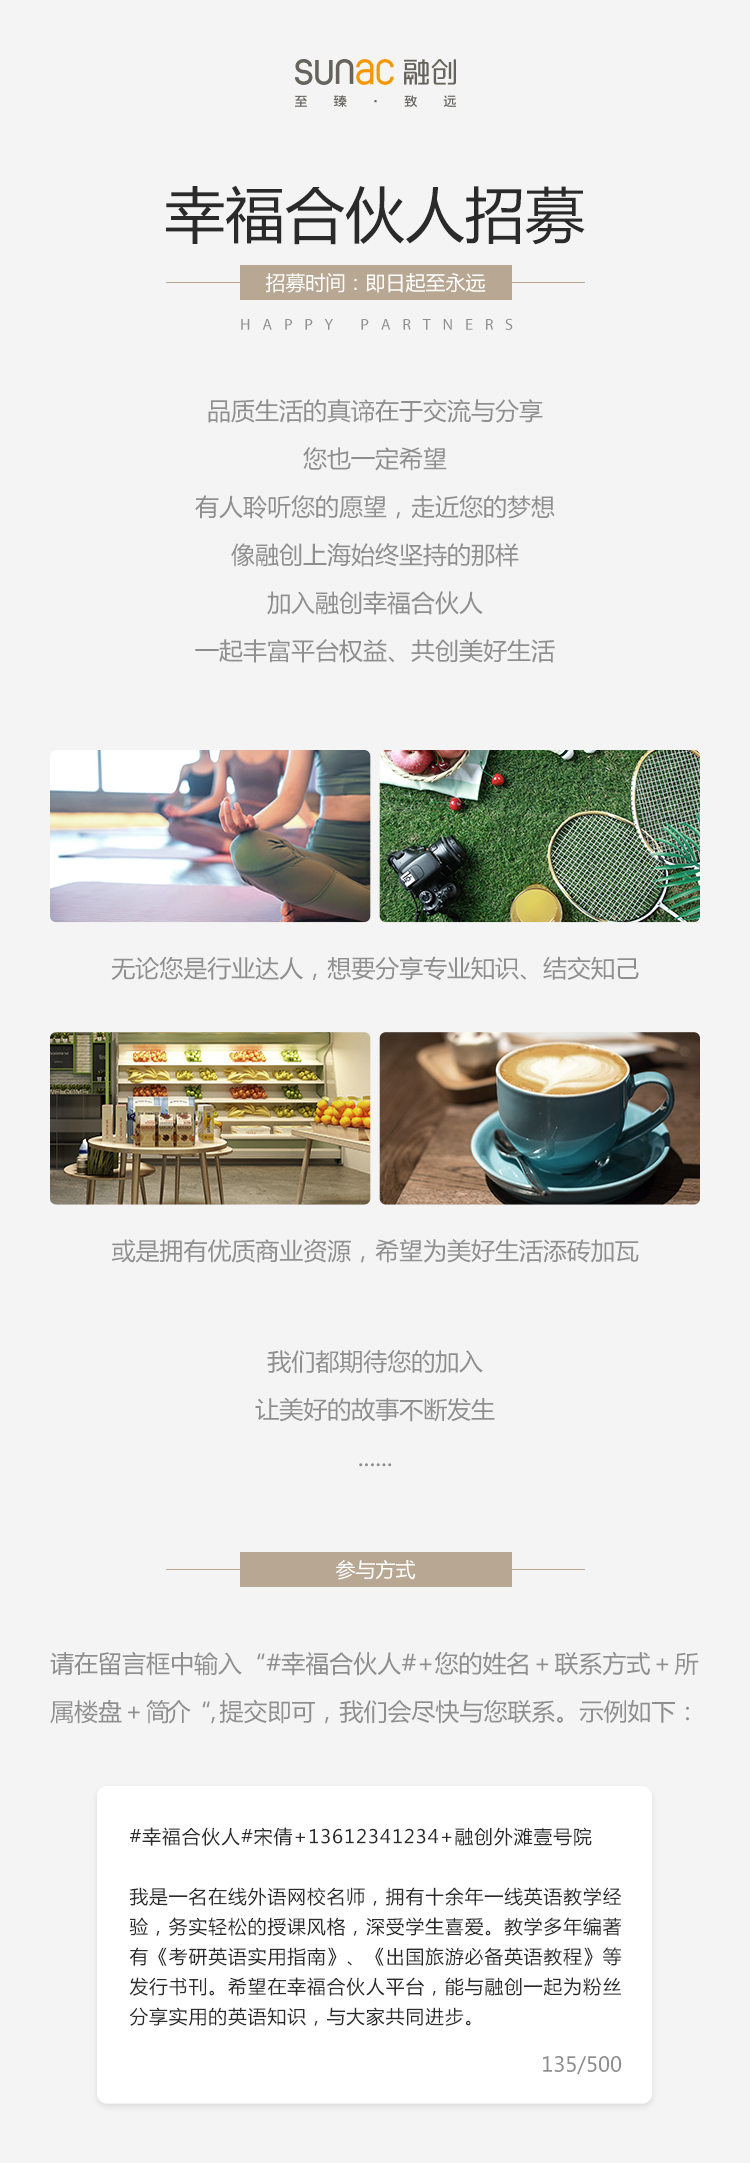 sunac 融创
至臻·致远
幸福合伙人招募
招募时间：即日起至永远
HAPPY PARTNERS
品质生活的真谛在于交流与分享
您也一定希望
有人聆听您的愿望，走近您的梦想
像融创上海始终坚持的那样
加入融创幸福合伙人
一起丰富平台权益、共创美好生活
无论您是行业达人，想要分享专业知识、结交知己
或是拥有优质商业资源，希望为美好生活添砖加瓦
我们都期待您的加入
让美好的故事不断发生
......
参与方式
请在留言框中输入“#幸福合伙人#+您的姓名＋联系方式＋所
属楼盘＋简介“,提交即可，我们会尽快与您联系。示例如下：
#幸福合伙人#宋倩+13612341234+融创外滩壹号院
我是一名在线外语网校名师，拥有十余年一线英语教学经
验，务实轻松的授课风格，深受学生喜爱。教学多年编著
有《考研英语实用指南》、《出国旅游必备英语教程》等
发行书刊。希望在幸福合伙人平台，能与融创一起为粉丝
分享实用的英语知识，与大家共同进步。
135/500